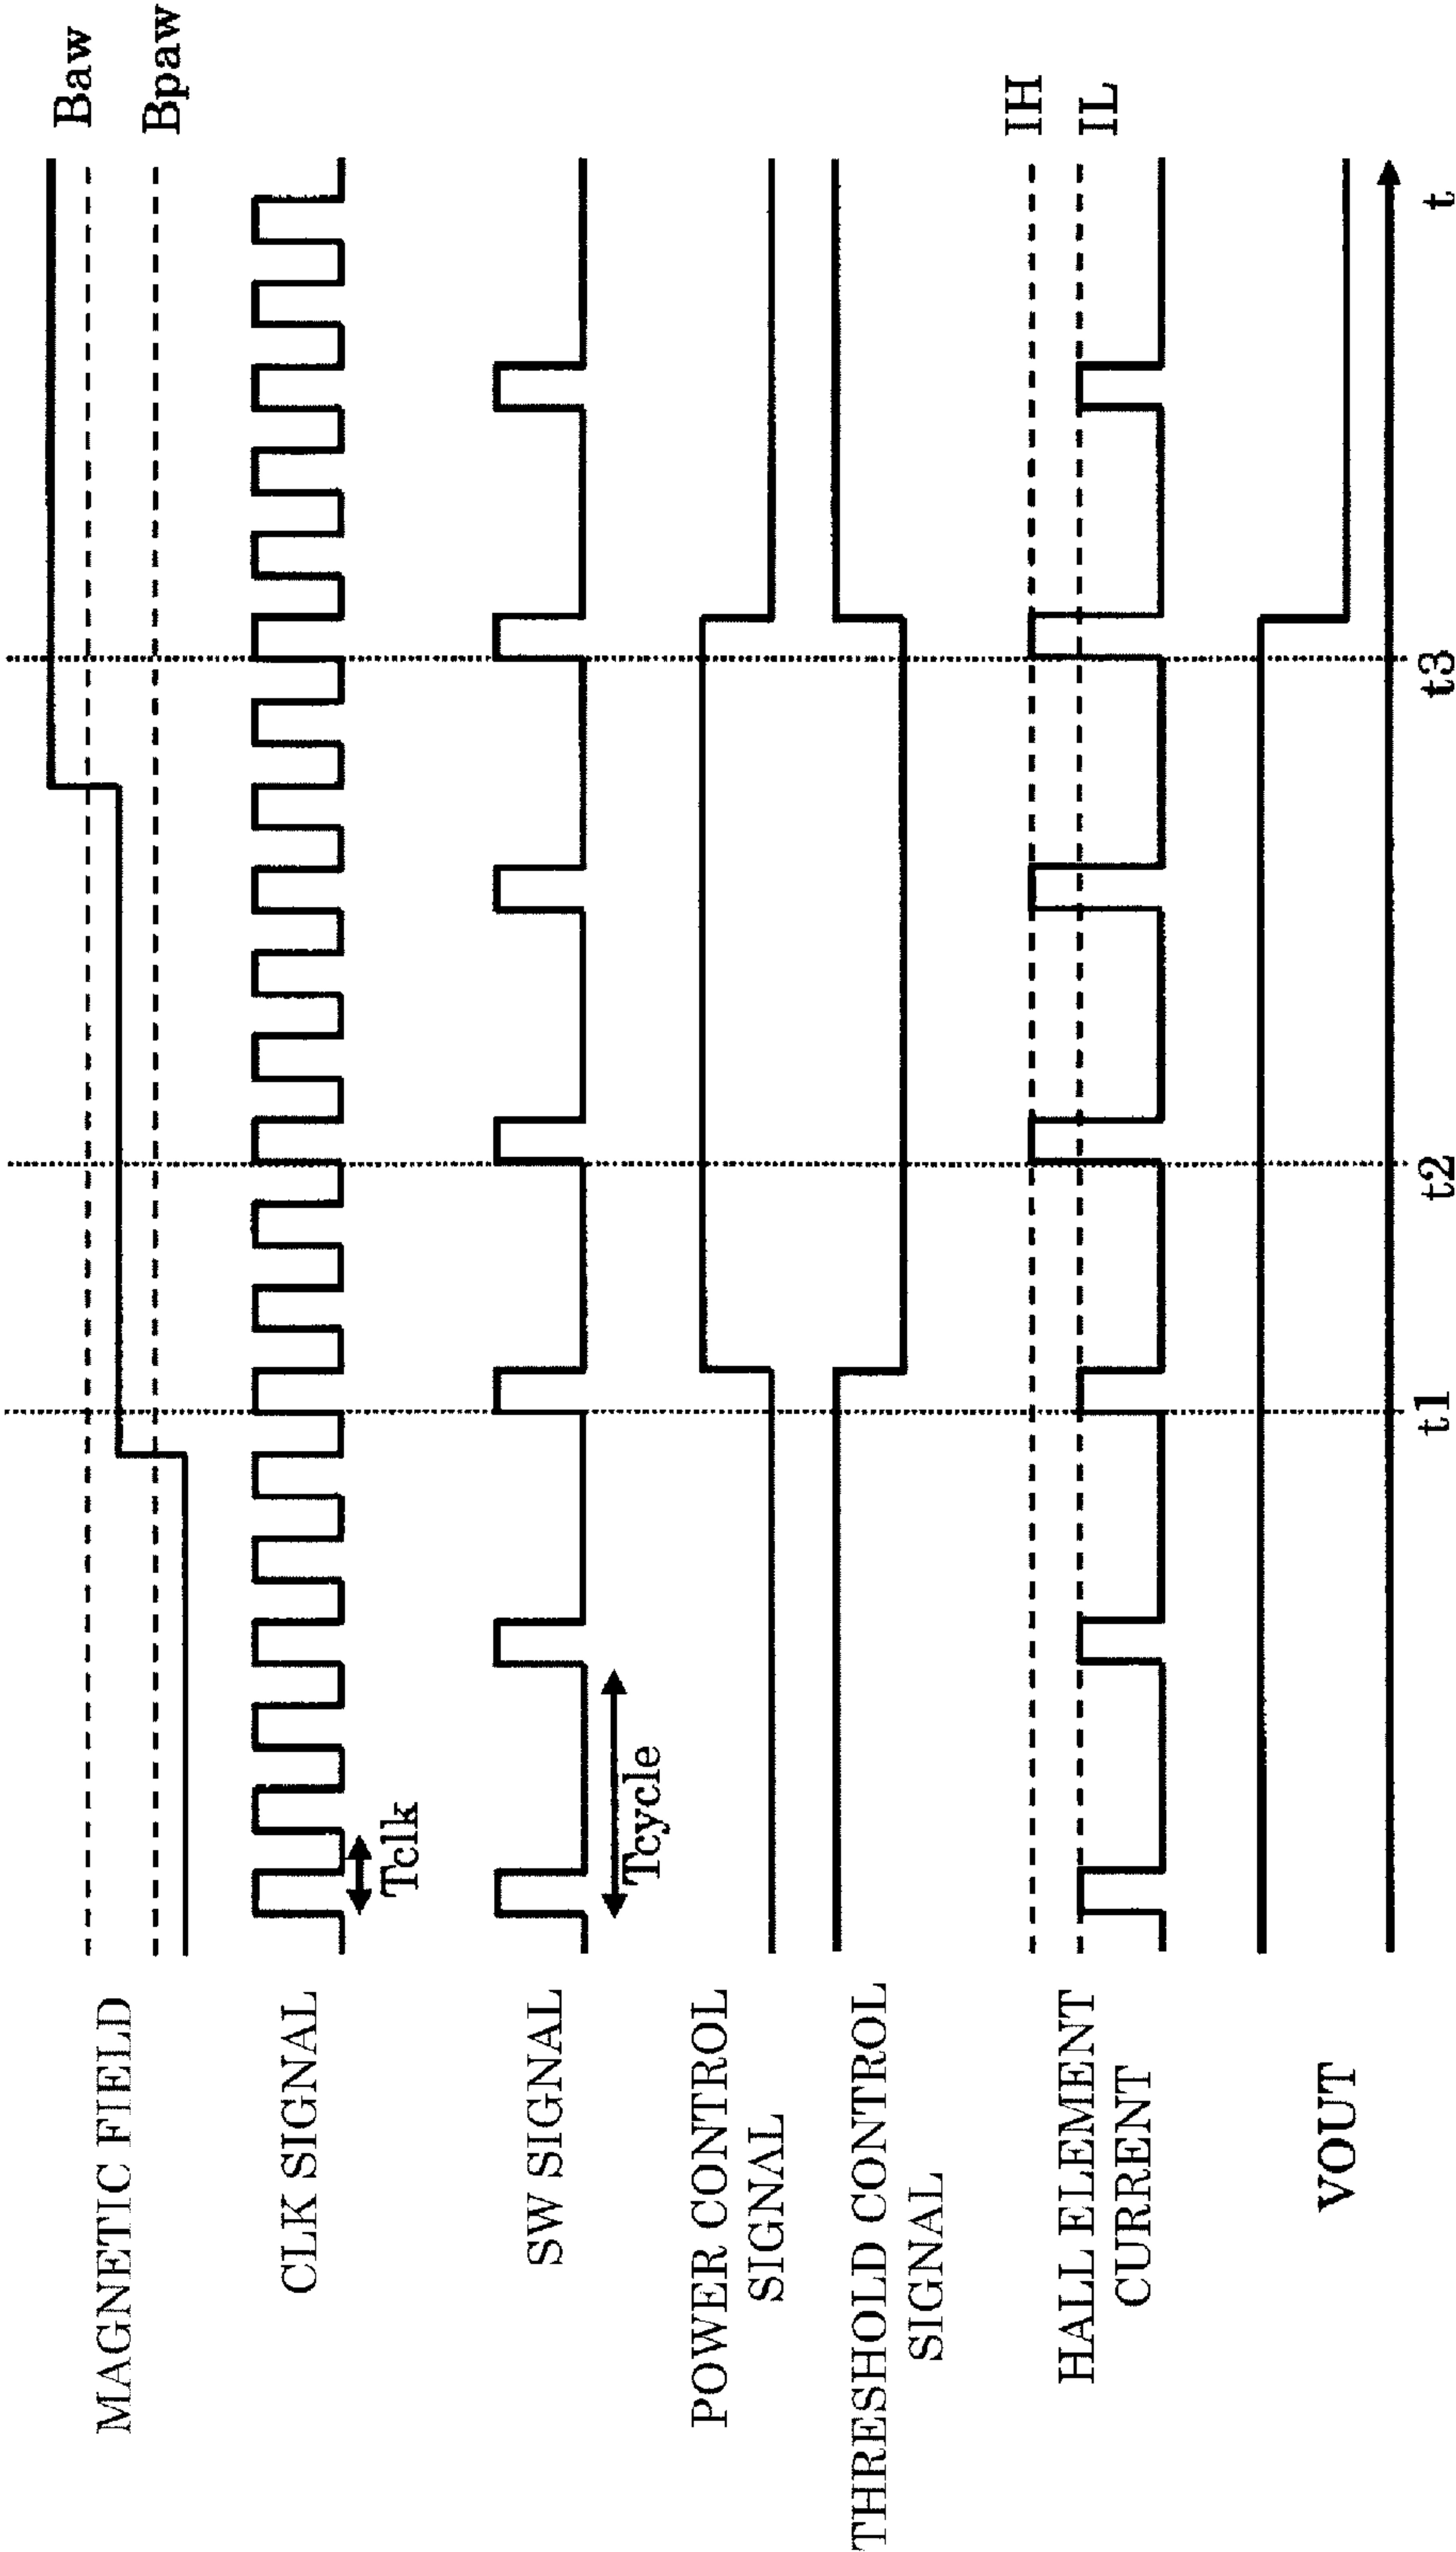 MAGNETIC FIELD
Baw
Bpaw
CLK SIGNAL
Tclk
SW SIGNAL
Tcycle
POWER CONTROL
SIGNAL
THRESHOLD CONTROL
SIGNAL
HALL ELEMENT
CURRENT
IH
IL
VOUT
t1
t2
t3
t